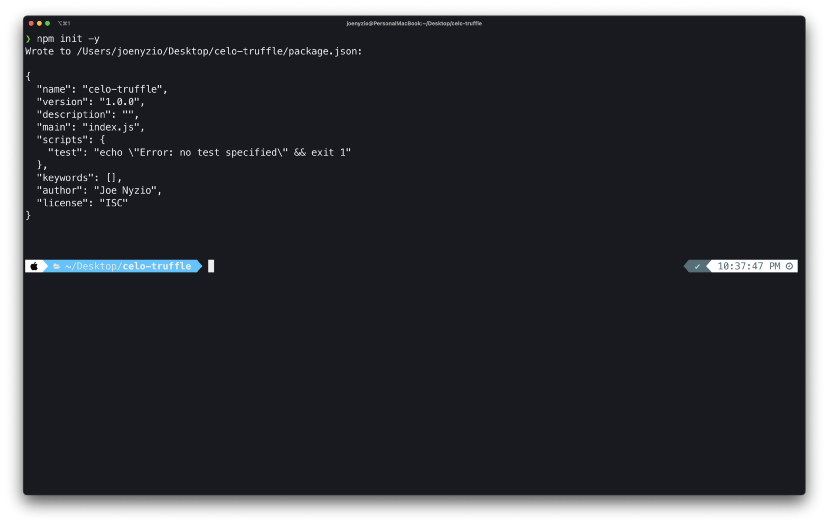 ⌥⌘1
joenyzio@PersonalMacBook:~/Desktop/celo-truffle
❯ npm init -y
Wrote to /Users/joenyzio/Desktop/celo-truffle/package.json:
{
  "name": "celo-truffle",
  "version": "1.0.0",
  "description": "",
  "main": "index.js",
  "scripts": {
    "test": "echo \"Error: no test specified\" && exit 1"
  },
  "keywords": [],
  "author": "Joe Nyzio",
  "license": "ISC"
}
~/Desktop/celo-truffle ✔ 10:37:47 PM